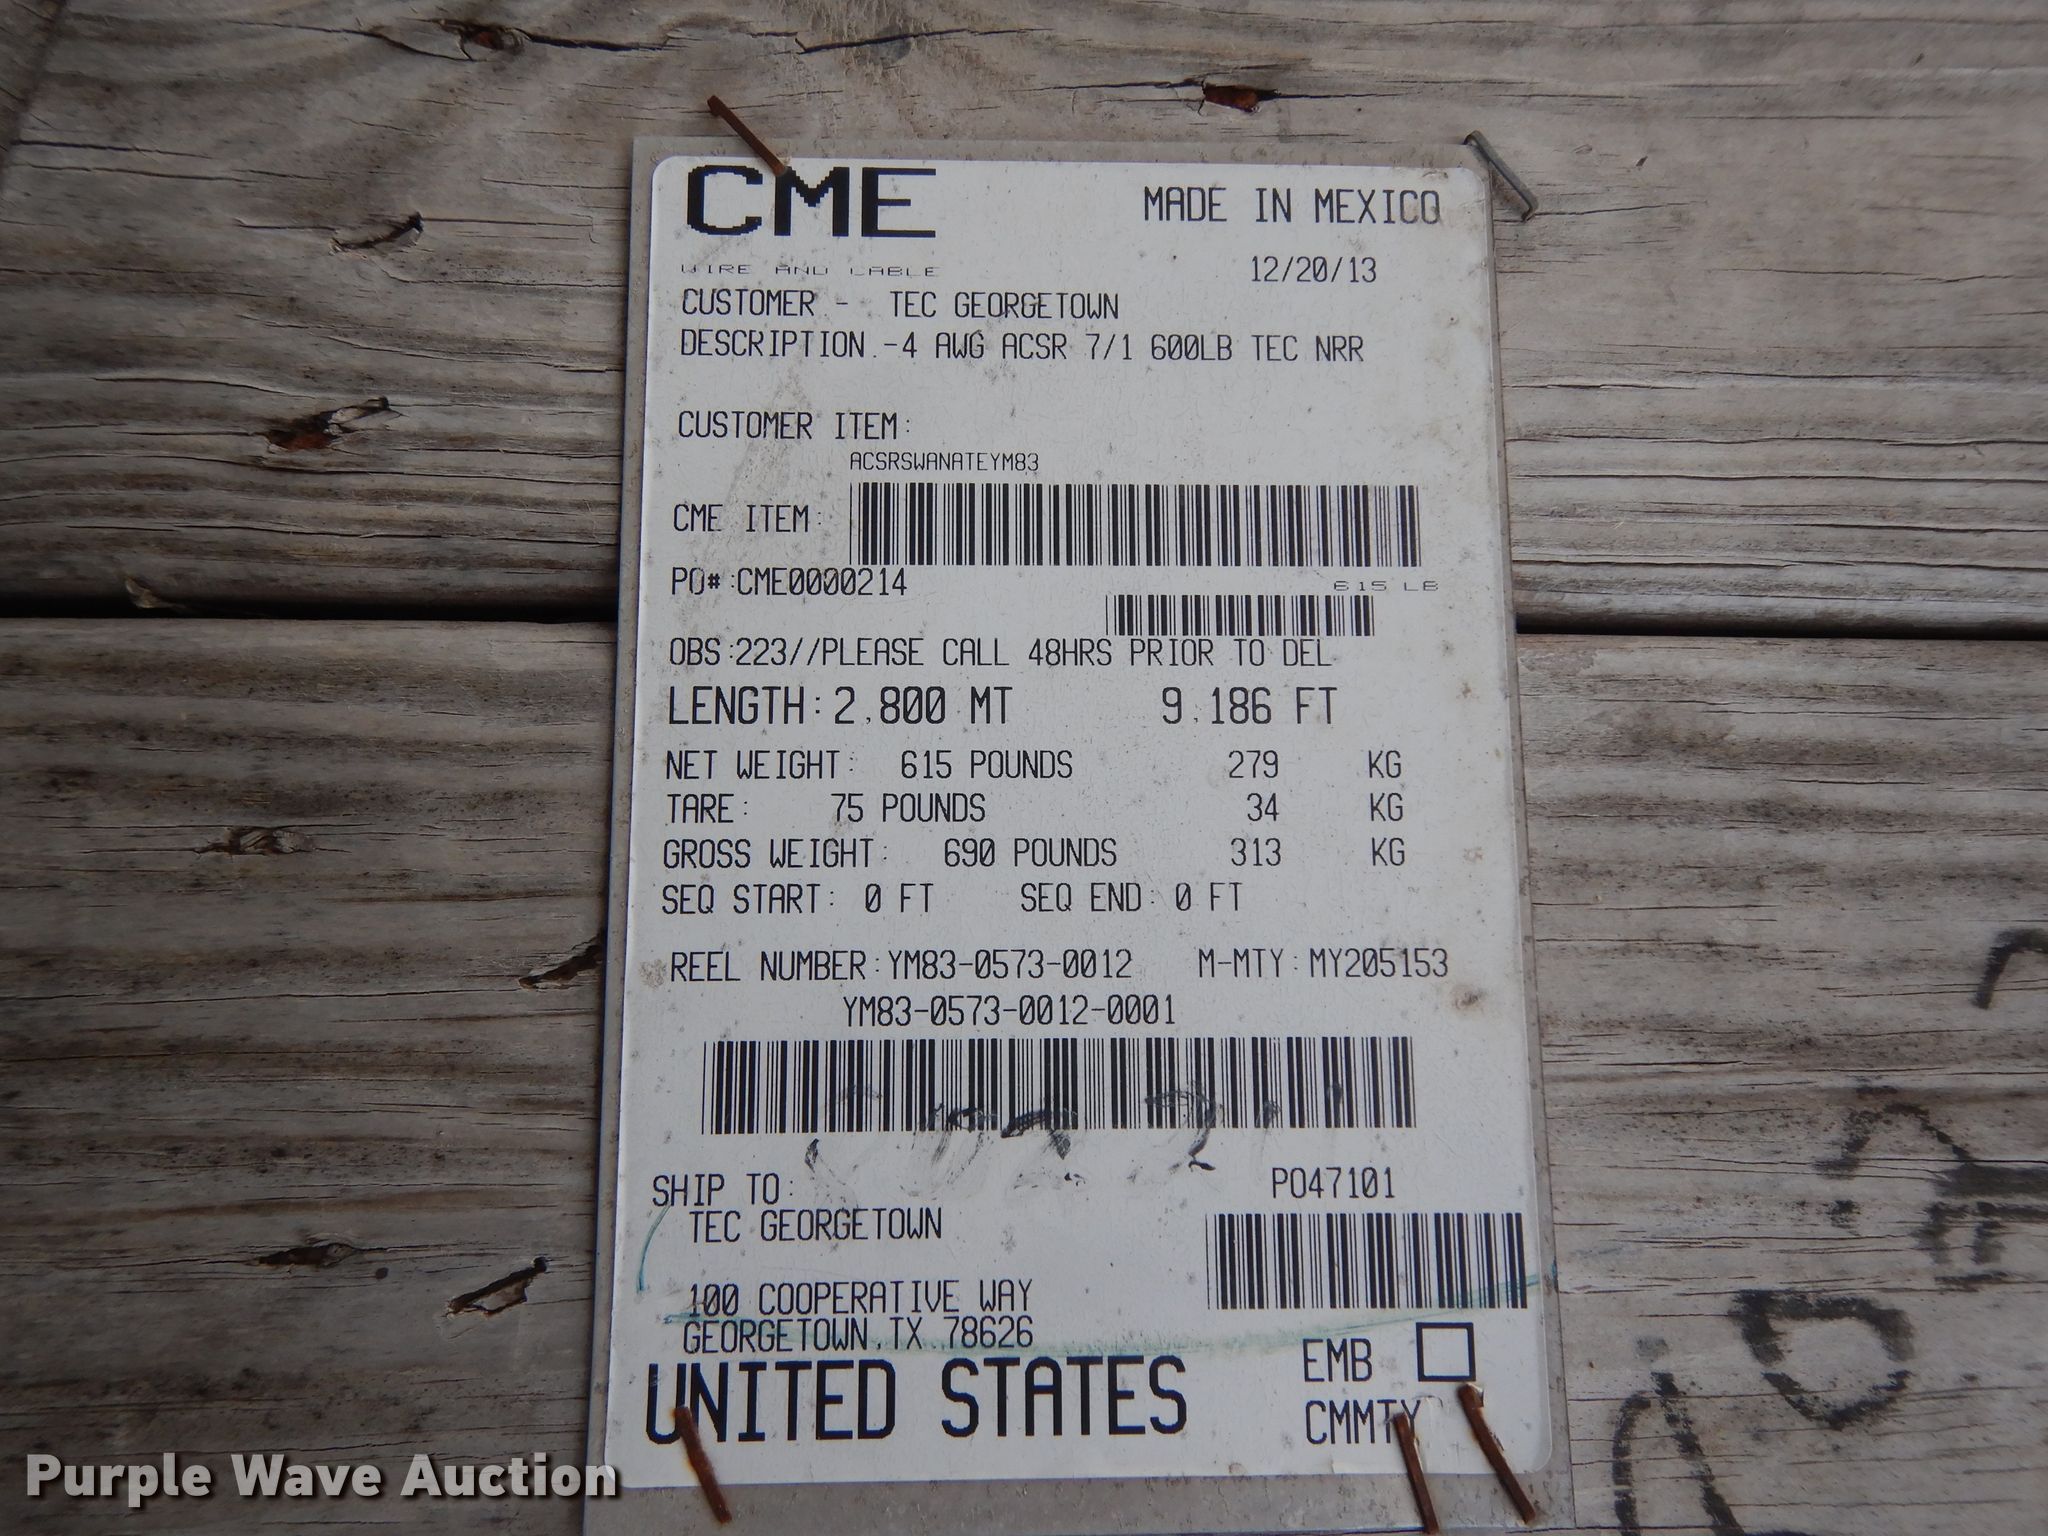 CME
MADE IN MEXICO
WIRE AND CABLE
12/20/13
CUSTOMER - TEC GEORGETOWN
DESCRIPTION -4 AWG ACSR 7/1 600LB TEC NRR
CUSTOMER ITEM:
ACSRSWANATEYM83
CME ITEM:
PO#:CME0000214
615 LB
OBS:223//PLEASE CALL 48HRS PRIOR TO DEL
LENGTH: 2,800 MT 9,186 FT
NET WEIGHT: 615 POUNDS 279 KG
TARE: 75 POUNDS 34 KG
GROSS WEIGHT: 690 POUNDS 313 KG
SEQ START: 0 FT SEQ END: 0 FT
REEL NUMBER:YM83-0573-0012 M-MTY: MY205153
YM83-0573-0012-0001
SHIP TO:
PO47101
TEC GEORGETOWN
100 COOPERATIVE WAY
GEORGETOWN,TX 78626
UNITED STATES
EMB
CMMTY
Purple Wave Auction